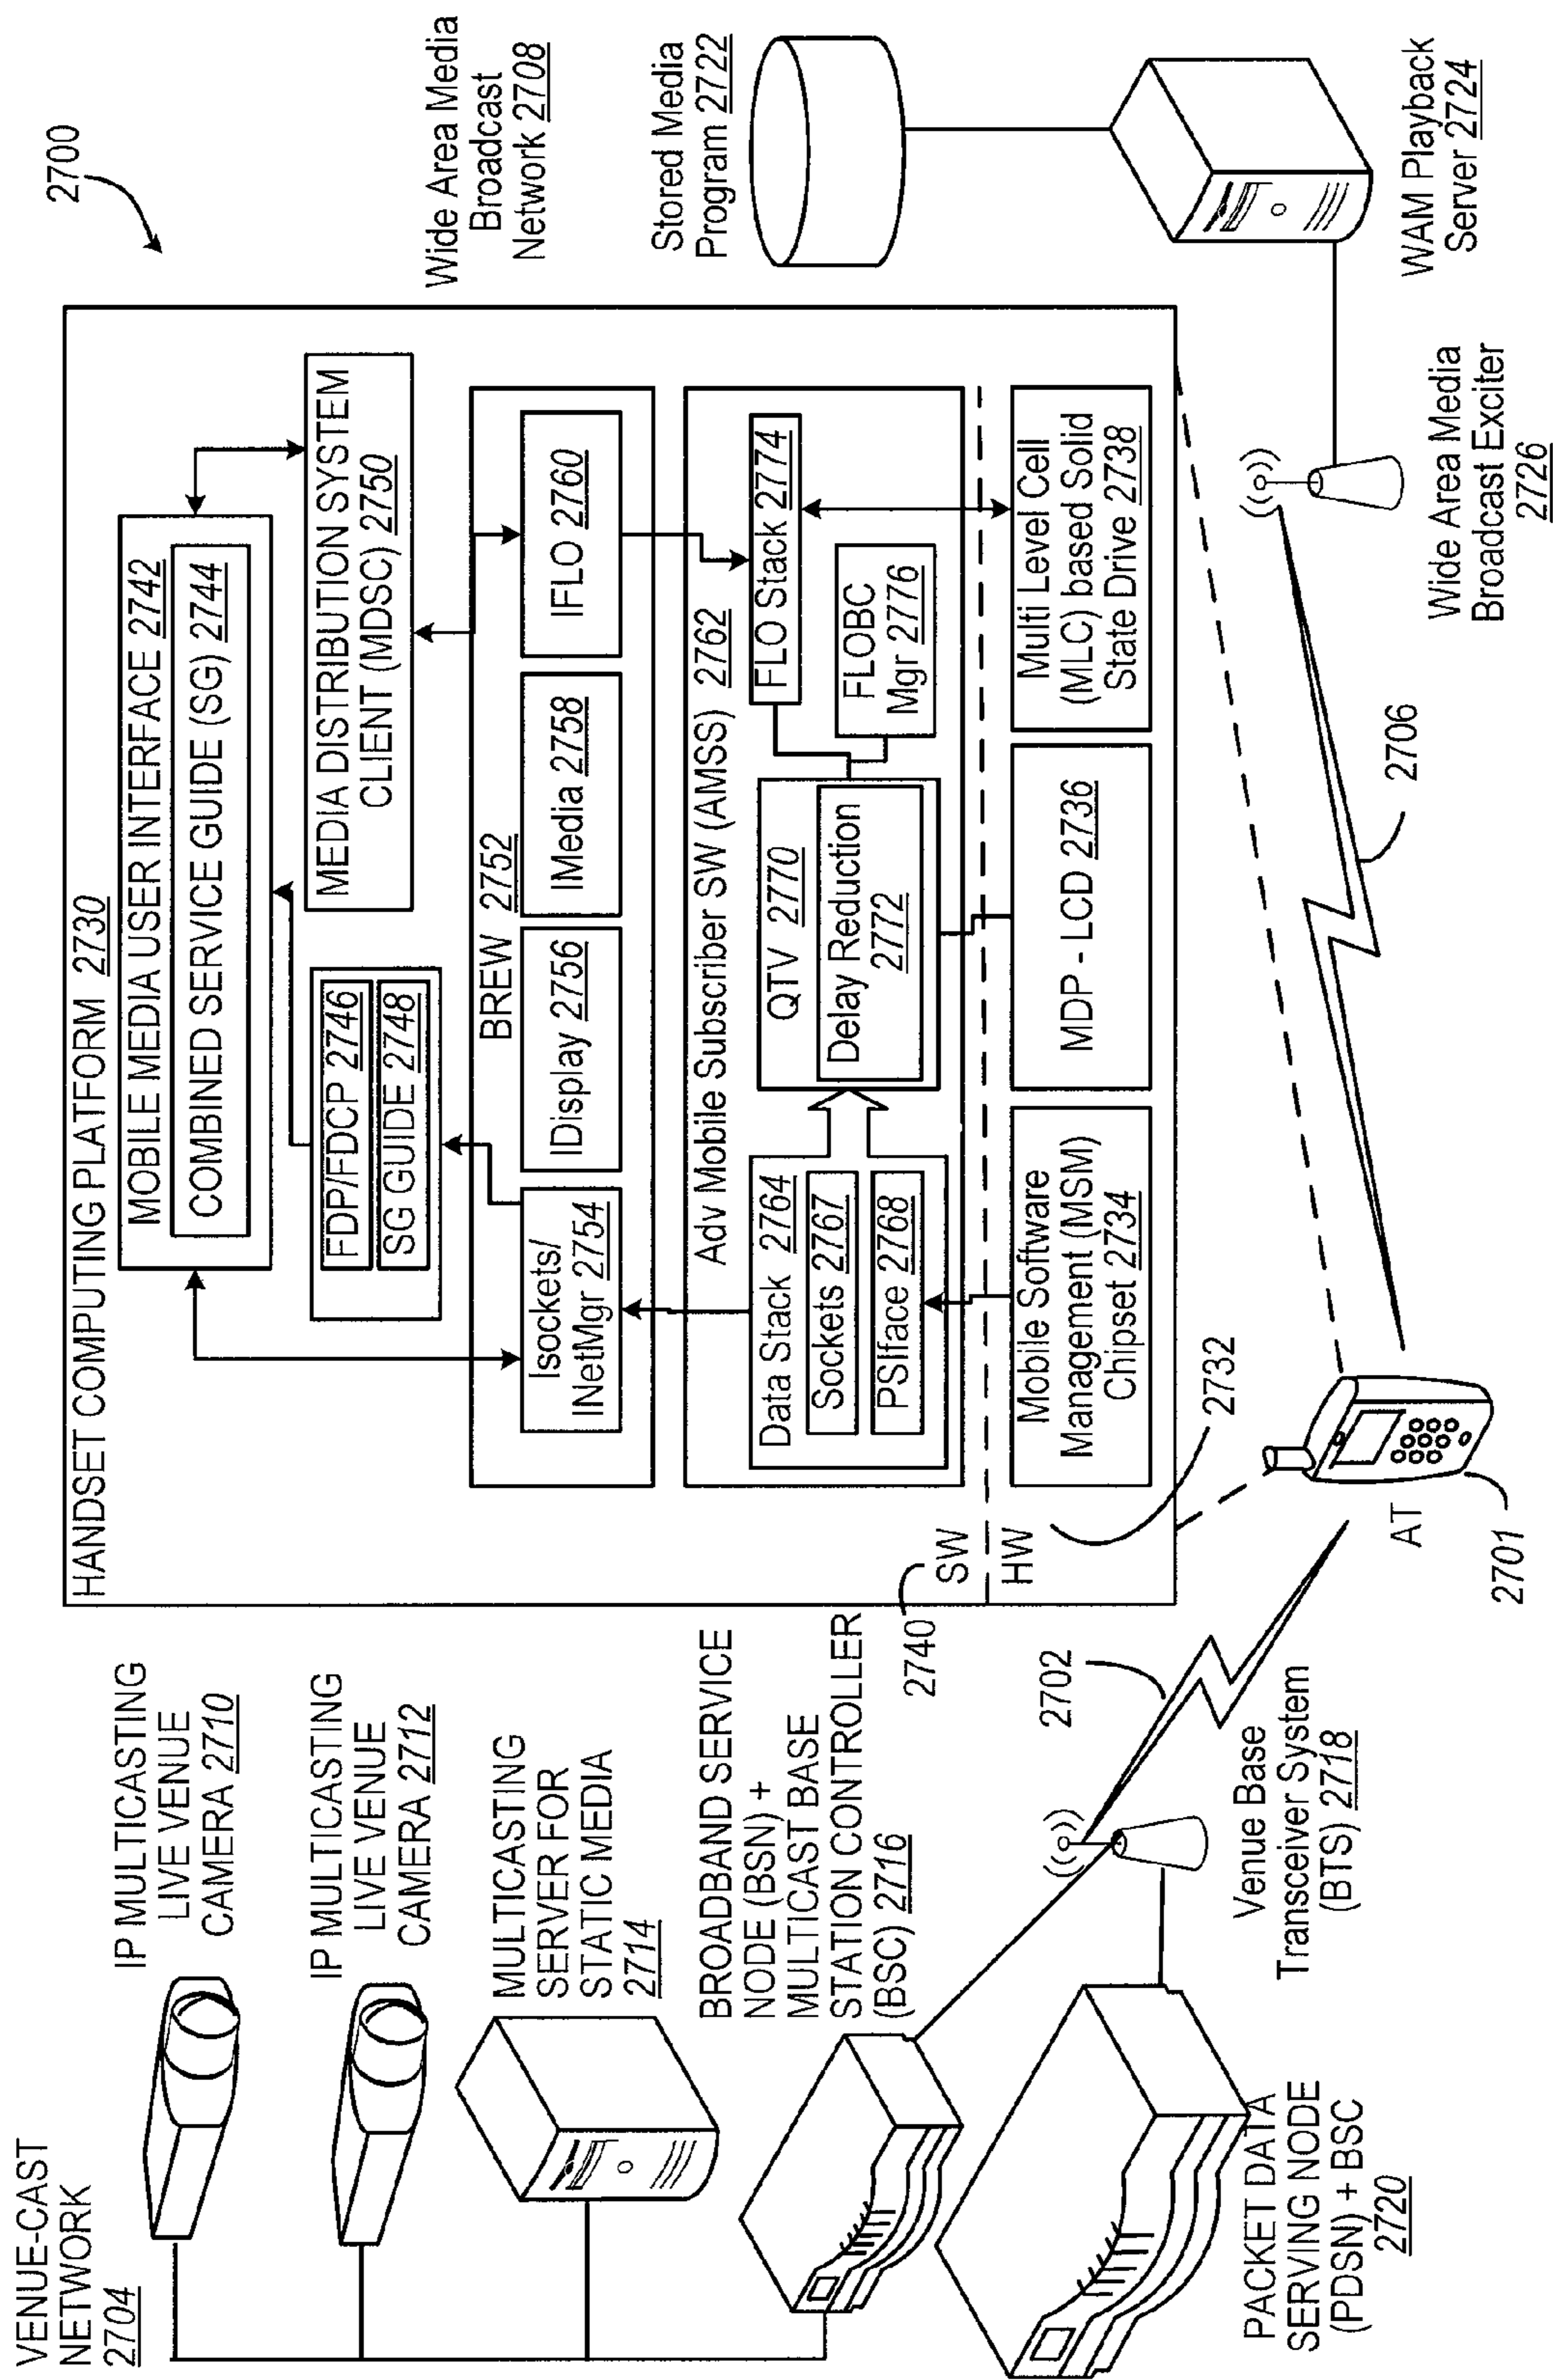 2700
VENUE-CAST
NETWORK
2704
IP MULTICASTING
LIVE VENUE
CAMERA 2710
IP MULTICASTING
LIVE VENUE
CAMERA 2712
MULTICASTING
SERVER FOR
STATIC MEDIA
2714
BROADBAND SERVICE
NODE (BSN) +
MULTICAST BASE
STATION CONTROLLER
(BSC) 2716
PACKET DATA
SERVING NODE
(PDSN) + BSC
2720
Venue Base
Transceiver System
(BTS) 2718
2702
HANDSET COMPUTING PLATFORM 2730
MOBILE MEDIA USER INTERFACE 2742
COMBINED SERVICE GUIDE (SG) 2744
FDP/FDCP 2746
SG GUIDE 2748
MEDIA DISTRIBUTION SYSTEM
CLIENT (MDSC) 2750
BREW 2752
Isockets/
INetMgr 2754
IDisplay 2756
IMedia 2758
IFLO 2760
Adv Mobile Subscriber SW (AMSS) 2762
Data Stack 2764
Sockets 2767
PSIface 2768
QTV 2770
Delay Reduction
2772
FLO Stack 2774
FLOBC
Mgr 2776
SW
2740
HW
2732
Mobile Software
Management (MSM)
Chipset 2734
MDP - LCD 2736
Multi Level Cell
(MLC) based Solid
State Drive 2738
AT
2701
2706
Wide Area Media
Broadcast
Network 2708
Stored Media
Program 2722
WAM Playback
Server 2724
Wide Area Media
Broadcast Exciter
2726